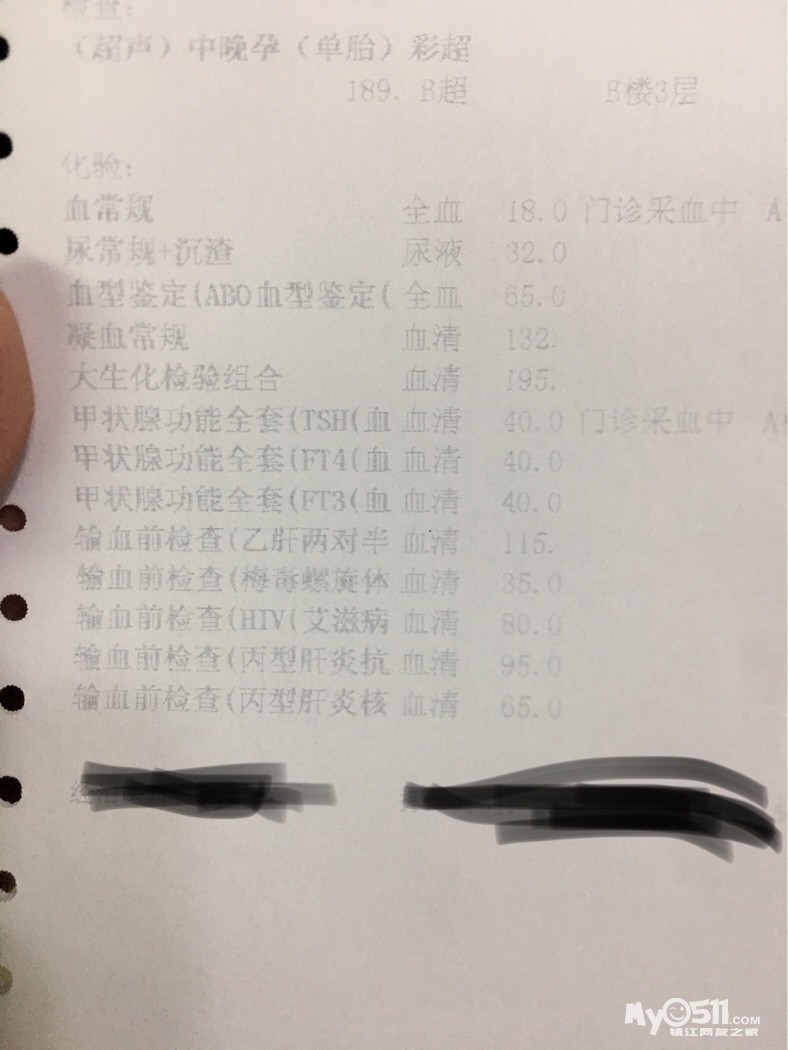 检查:
(超声)中晚孕(单胎)彩超
189. B超 B楼3层
化验:
血常规 全血 18.0 门诊采血中 A
尿常规+沉渣 尿液 32.0
血型鉴定(ABO血型鉴定( 全血 65.0
凝血常规 血清 132.
大生化检验组合 血清 195.
甲状腺功能全套(TSH(血 血清 40.0 门诊采血中 A
甲状腺功能全套(FT4(血 血清 40.0
甲状腺功能全套(FT3(血 血清 40.0
输血前检查(乙肝两对半 血清 115.
输血前检查(梅毒螺旋体 血清 35.0
输血前检查(HIV(艾滋病 血清 80.0
输血前检查(丙型肝炎抗 血清 95.0
输血前检查(丙型肝炎核 血清 65.0
My0511.COM
镇江网友之家